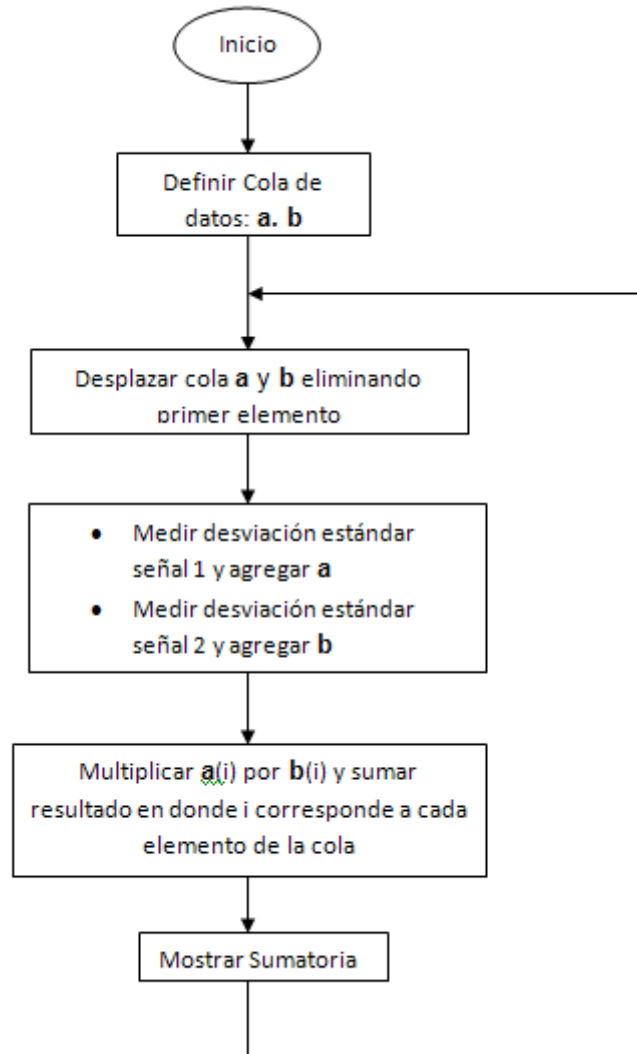 Inicio
Definir Cola de
datos: a. b
Desplazar cola a y b eliminando
primer elemento
• Medir desviación estándar
señal 1 y agregar a
• Medir desviación estándar
señal 2 y agregar b
Multiplicar a(i) por b(i) y sumar
resultado en donde i corresponde a cada
elemento de la cola
Mostrar Sumatoria